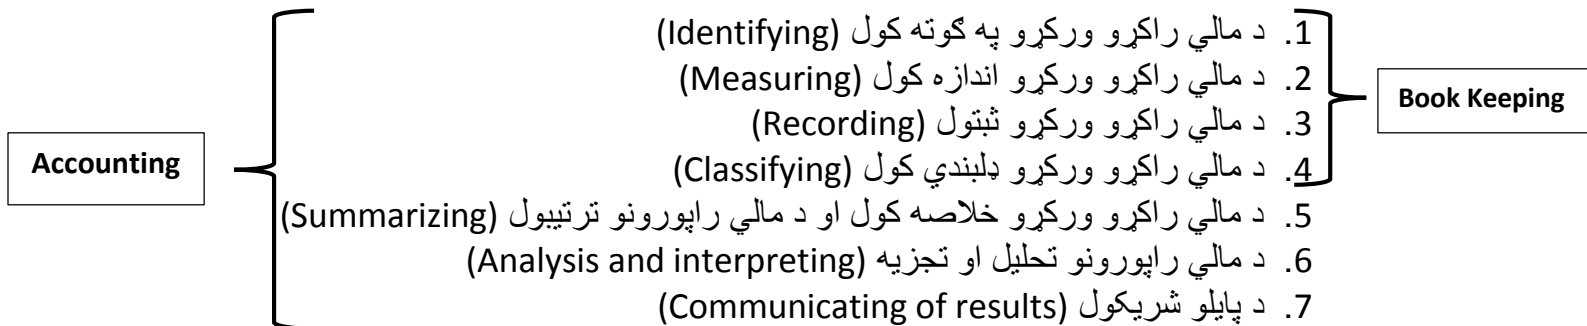 Accounting
1. د مالي راکړو ورکړو په ګوته کول (Identifying)
2. د مالي راکړو ورکړو اندازه کول (Measuring)
3. د مالي راکړو ورکړو ثبتول (Recording)
4. د مالي راکړو ورکړو ډلبندي کول (Classifying)
5. د مالي راکړو ورکړو خلاصه کول او د مالي راپورونو ترتيبول (Summarizing)
6. د مالي راپورونو تحليل او تجزيه (Analysis and interpreting)
7. د پايلو شريکول (Communicating of results)
Book Keeping